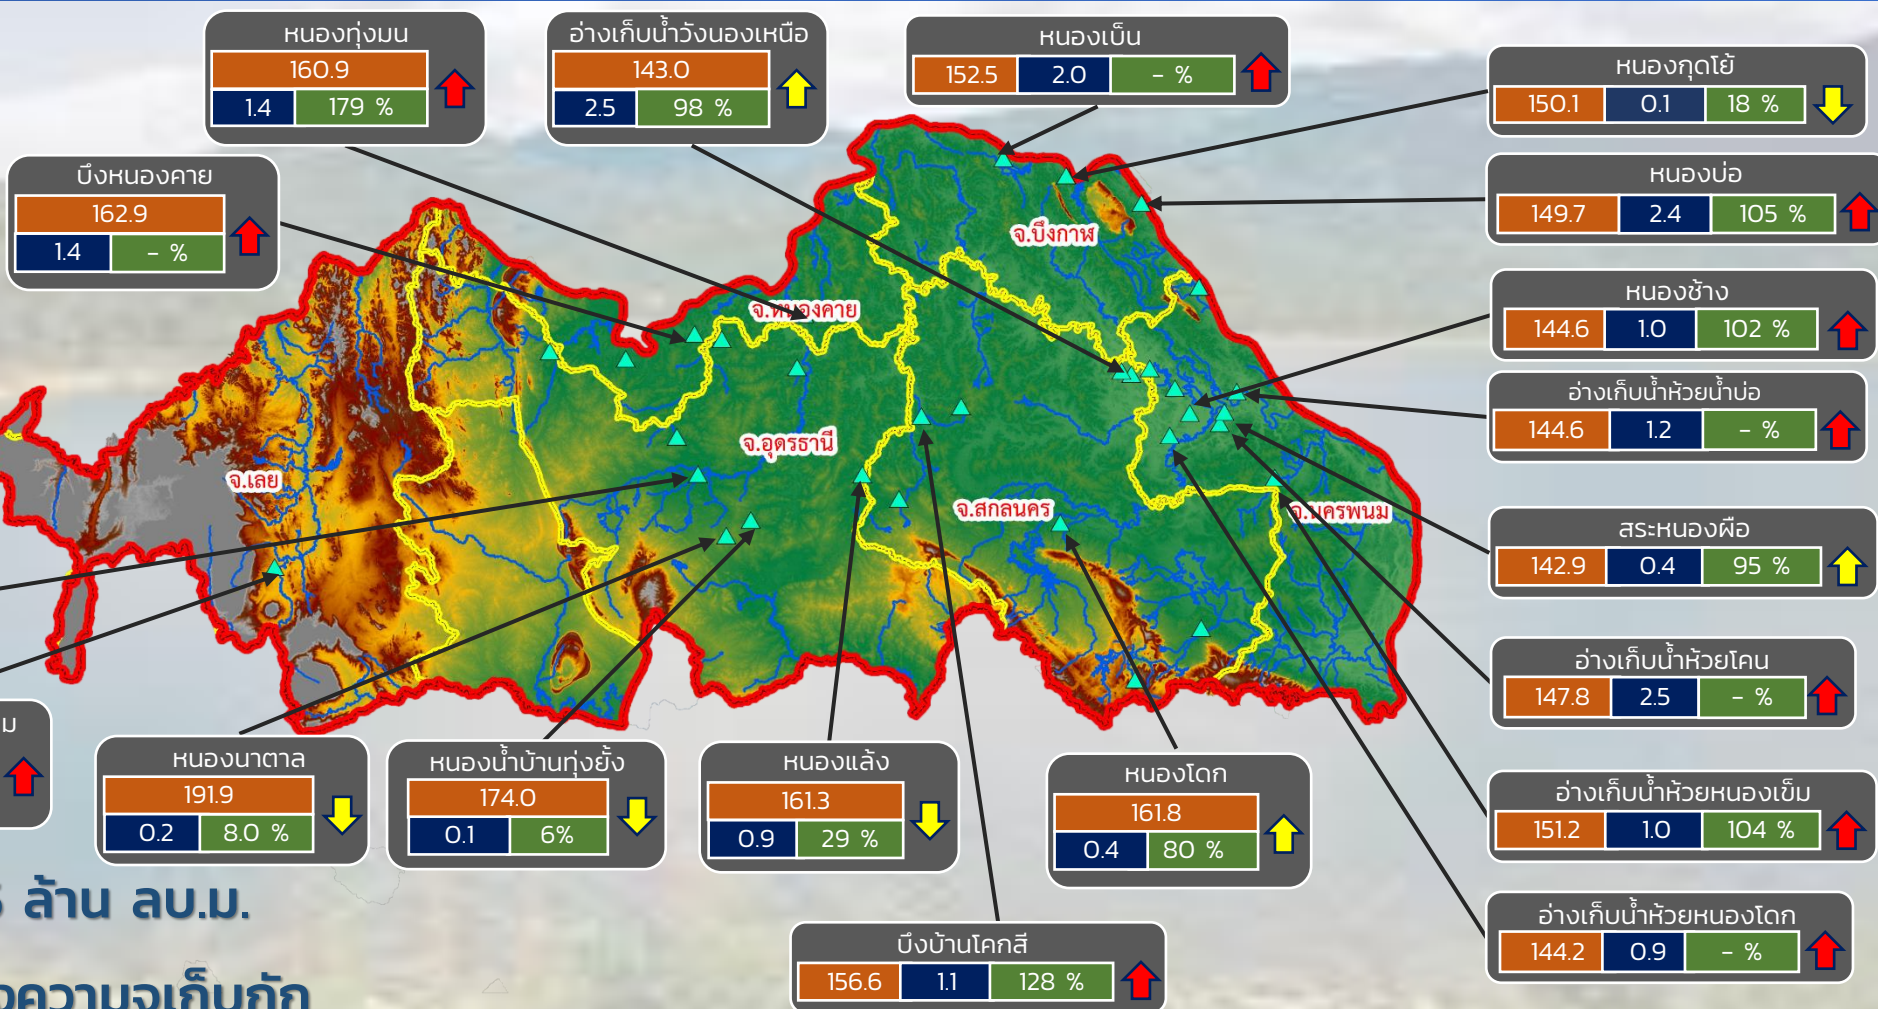 หนองทุ่งมน
160.9
1.4 179 %
อ่างเก็บน้ำวังนองเหนือ
143.0
2.5 98 %
หนองเบ็น
152.5 2.0 - %
หนองกุดโย้
150.1 0.1 18 %
บึงหนองคาย
162.9
1.4 - %
หนองบ่อ
149.7 2.4 105 %
หนองช้าง
144.6 1.0 102 %
อ่างเก็บน้ำห้วยน้ำบ่อ
144.6 1.2 - %
สระหนองผือ
142.9 0.4 95 %
อ่างเก็บน้ำห้วยโคน
147.8 2.5 - %
อ่างเก็บน้ำห้วยหนองเข็ม
151.2 1.0 104 %
อ่างเก็บน้ำห้วยหนองโดก
144.2 0.9 - %
จ.บึงกาฬ
จ.หนองคาย
จ.อุดรธานี
จ.เลย
จ.สกลนคร
จ.นครพนม
ม
หนองนาตาล
191.9
0.2 8.0 %
หนองน้ำบ้านทุ่งยั้ง
174.0
0.1 6%
หนองแล้ง
161.3
0.9 29 %
หนองโดก
161.8
0.4 80 %
บึงบ้านโคกสี
156.6 1.1 128 %
ล้าน ลบ.ม.
งความจุเก็บกัก